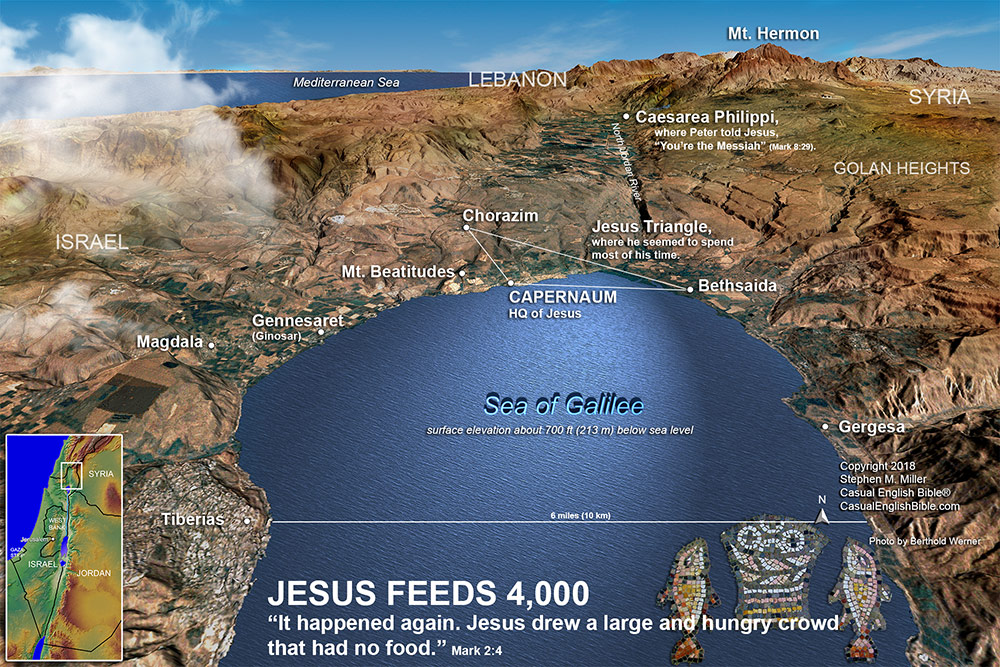 Mt. Hermon
Mediterranean Sea
LEBANON
SYRIA
Caesarea Philippi,
where Peter told Jesus,
“You’re the Messiah” (Mark 8:29).
North Jordan River
GOLAN HEIGHTS
Chorazim
Jesus Triangle,
where he seemed to spend
most of his time.
ISRAEL
Mt. Beatitudes
Bethsaida
CAPERNAUM
HQ of Jesus
Gennesaret
(Ginosar)
Magdala
Sea of Galilee
surface elevation about 700 ft (213 m) below sea level
Gergesa
Copyright 2018
Stephen M. Miller
Casual English Bible®
CasualEnglishBible.com
N
Tiberias
6 miles (10 km)
Photo by Berthold Werner
SYRIA
WEST
BANK
Jerusalem
GAZA
STRIP
ISRAEL
JORDAN
JESUS FEEDS 4,000
“It happened again. Jesus drew a large and hungry crowd
that had no food.” Mark 2:4